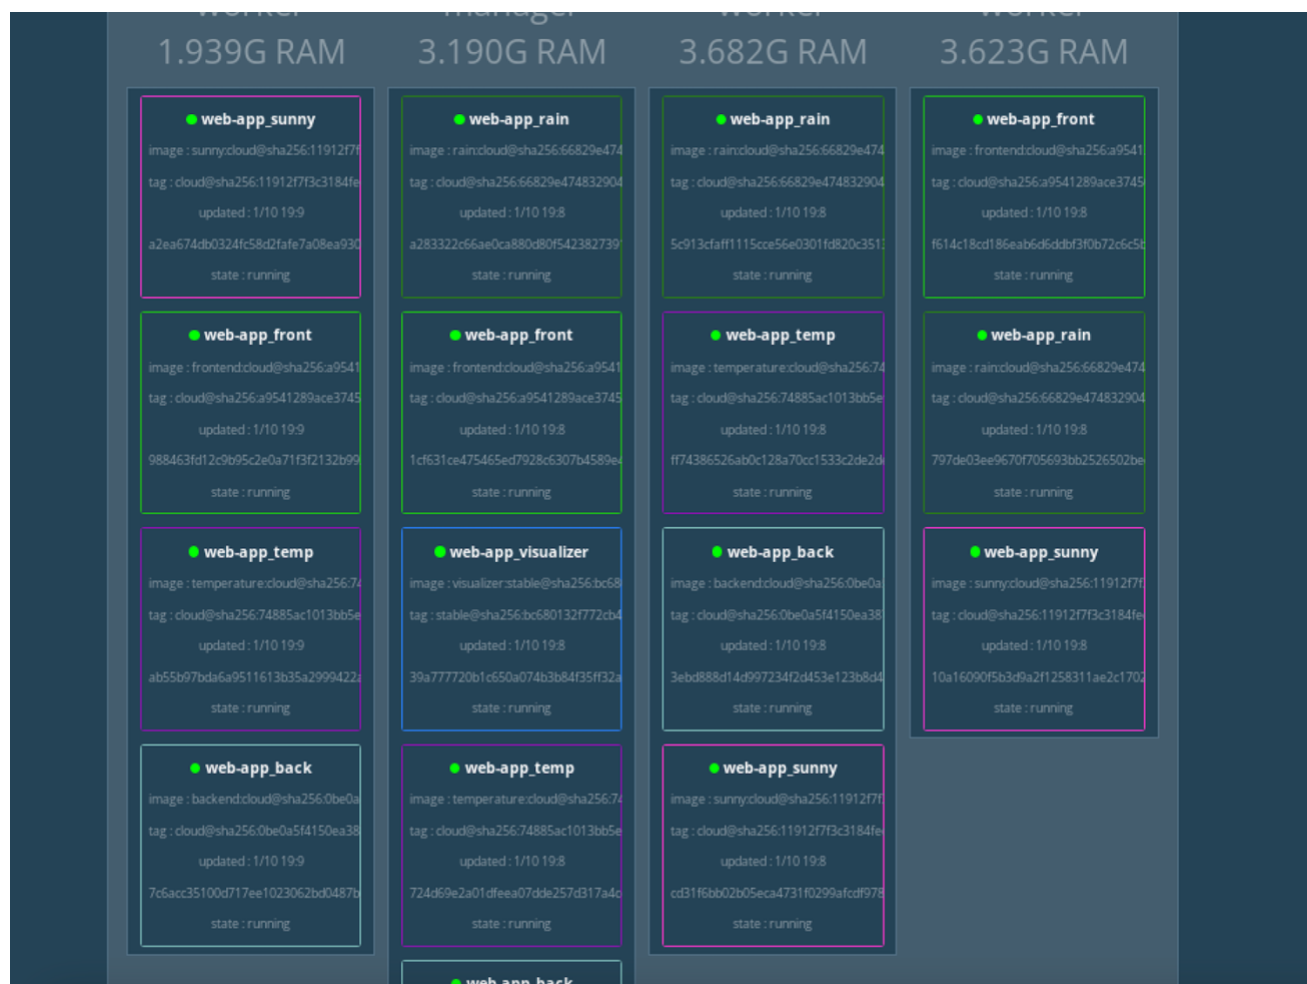 worker
1.939G RAM
web-app_sunny
image : sunny:cloud@sha256:11912f7f
tag : cloud@sha256:11912f7f3c3184fe
updated : 1/10 19:9
a2ea674db0324fc58d2fafe7a08ea930
state : running
web-app_front
image : frontend:cloud@sha256:a9541
tag : cloud@sha256:a9541289ace3745
updated : 1/10 19:9
988463fd12c9b95c2e0a71f3f2132b99
state : running
web-app_temp
image : temperature:cloud@sha256:74
tag : cloud@sha256:74885ac1013bb5e
updated : 1/10 19:9
ab55b97bda6a9511613b35a2999422a
state : running
web-app_back
image : backend:cloud@sha256:0be0a
tag : cloud@sha256:0be0a5f4150ea38
updated : 1/10 19:9
7c6acc35100d717ee1023062bd0487b
state : running
manager
3.190G RAM
web-app_rain
image : rain:cloud@sha256:66829e474
tag : cloud@sha256:66829e474832904
updated : 1/10 19:8
a283322c66ae0ca880d80f542382739
state : running
web-app_front
image : frontend:cloud@sha256:a9541
tag : cloud@sha256:a9541289ace3745
updated : 1/10 19:8
1cf631ce475465ed7928c6307b4589e
state : running
web-app_visualizer
image : visualizer:stable@sha256:bc68
tag : stable@sha256:bc680132f772cb4
updated : 1/10 19:8
39a777720b1c650a074b3b84f35ff32a
state : running
web-app_temp
image : temperature:cloud@sha256:74
tag : cloud@sha256:74885ac1013bb5e
updated : 1/10 19:8
724d69e2a01dfeea07dde257d317a4c
state : running
web-app_back
worker
3.682G RAM
web-app_rain
image : rain:cloud@sha256:66829e474
tag : cloud@sha256:66829e474832904
updated : 1/10 19:8
5c913cfaff1115cce56e0301fd820c351
state : running
web-app_temp
image : temperature:cloud@sha256:74
tag : cloud@sha256:74885ac1013bb5e
updated : 1/10 19:8
ff74386526ab0c128a70cc1533c2de2d
state : running
web-app_back
image : backend:cloud@sha256:0be0a
tag : cloud@sha256:0be0a5f4150ea38
updated : 1/10 19:8
3ebd888d14d997234f2d453e123b8d4
state : running
web-app_sunny
image : sunny:cloud@sha256:11912f7f
tag : cloud@sha256:11912f7f3c3184fe
updated : 1/10 19:8
cd31f6bb02b05eca4731f0299afcdf978
state : running
worker
3.623G RAM
web-app_front
image : frontend:cloud@sha256:a9541
tag : cloud@sha256:a9541289ace3745
updated : 1/10 19:8
f614c18cd186eab6d6ddbf3f0b72c6c5b
state : running
web-app_rain
image : rain:cloud@sha256:66829e474
tag : cloud@sha256:66829e474832904
updated : 1/10 19:8
797de03ee9670f705693bb2526502be
state : running
web-app_sunny
image : sunny:cloud@sha256:11912f7f
tag : cloud@sha256:11912f7f3c3184fe
updated : 1/10 19:8
10a16090f5b3d9a2f1258311ae2c1702
state : running